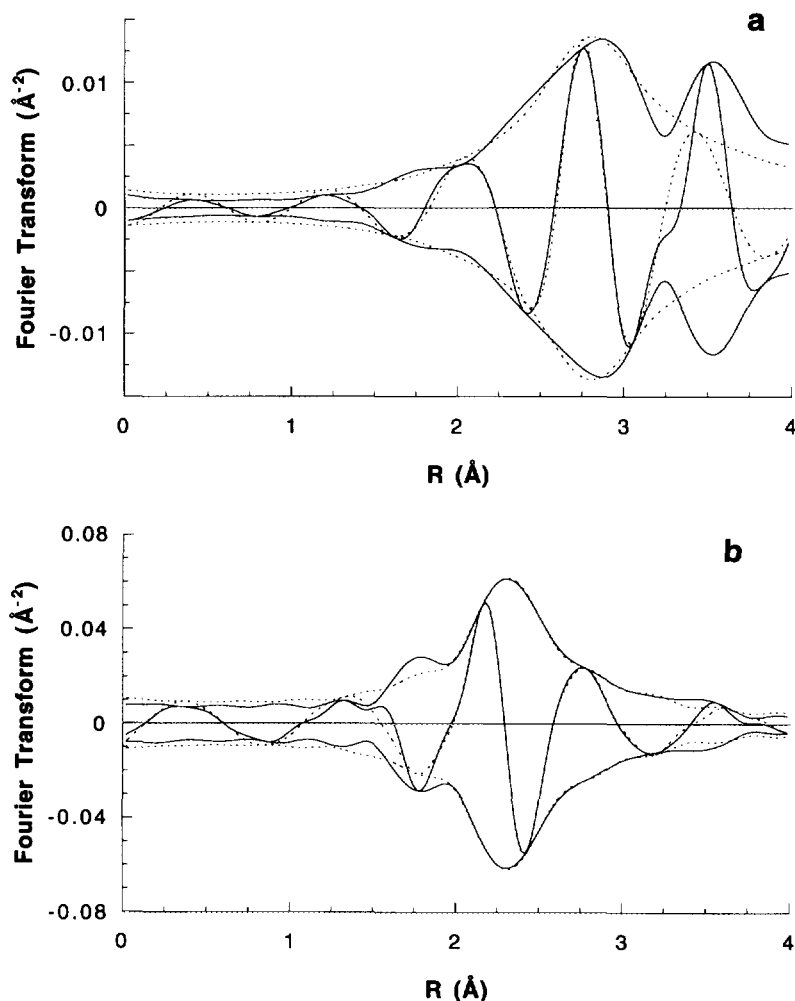 a
0.01
0
-0.01
Fourier Transform (Å-2)
0 1 2 3 4
R (Å)
b
0.08
0.04
0
-0.04
-0.08
Fourier Transform (Å-2)
0 1 2 3 4
R (Å)